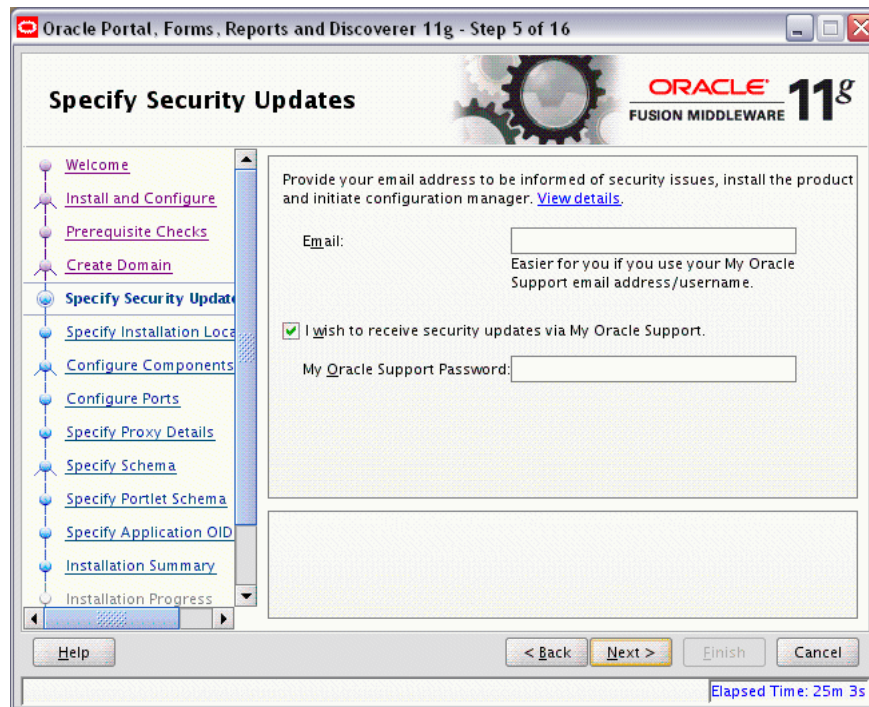 Oracle Portal, Forms, Reports and Discoverer 11g - Step 5 of 16
Specify Security Updates
ORACLE
FUSION MIDDLEWARE
11g
Welcome
Install and Configure
Prerequisite Checks
Create Domain
Specify Security Update
Specify Installation Loca
Configure Components
Configure Ports
Specify Proxy Details
Specify Schema
Specify Portlet Schema
Specify Application OID
Installation Summary
Installation Progress
Provide your email address to be informed of security issues, install the product
and initiate configuration manager. View details.
Email:
Easier for you if you use your My Oracle
Support email address/username.
I wish to receive security updates via My Oracle Support.
My Oracle Support Password:
Help
< Back
Next >
Finish
Cancel
Elapsed Time: 25m 3s